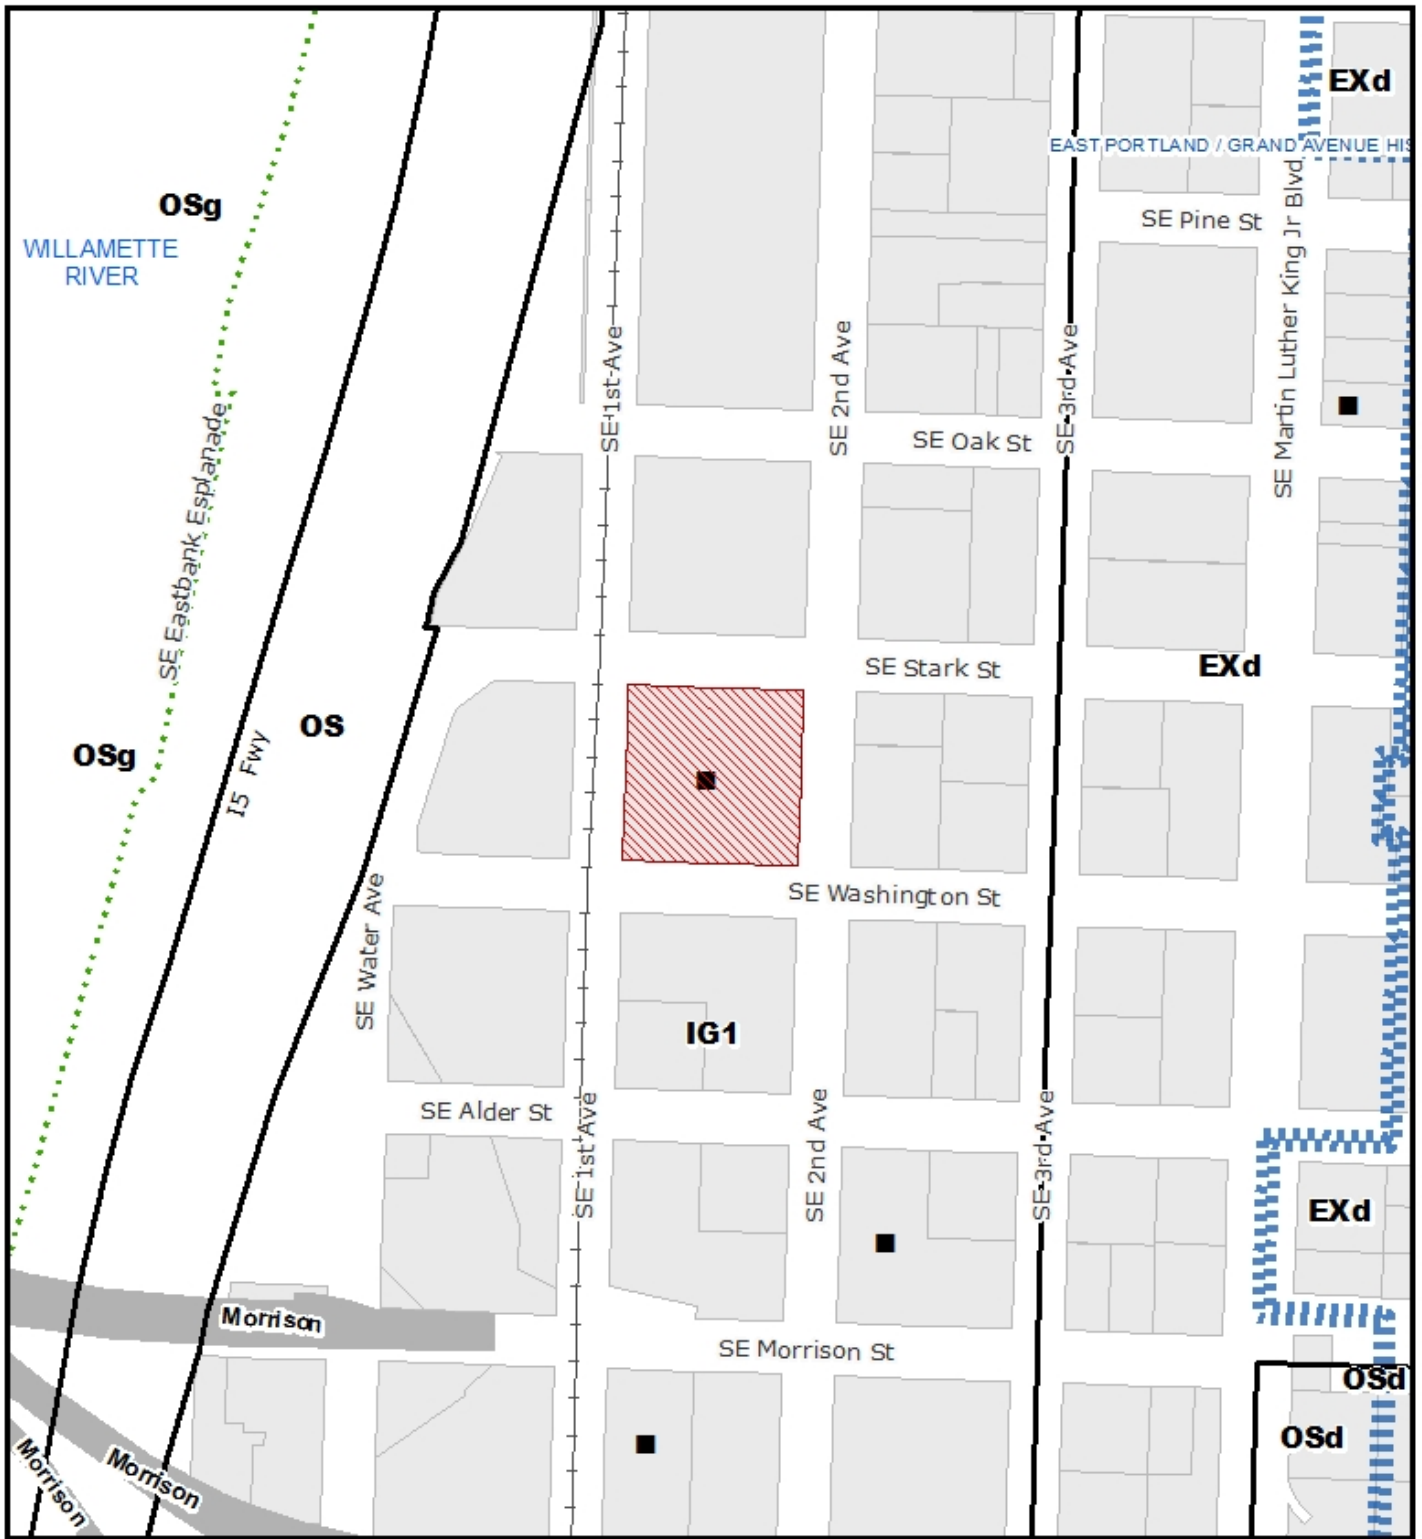 EXd
EAST PORTLAND / GRAND AVENUE HIS
OSg
SE Pine St
WILLAMETTE
RIVER
SE Martin Luther King Jr Blvd
SE 1st Ave
SE 2nd Ave
SE 3rd Ave
SE Oak St
SE Eastbank Esplanade
SE Stark St
EXd
OS
OSg
I5 Fwy
SE Washington St
SE Water Ave
IG1
SE Alder St
SE 1st Ave
SE 2nd Ave
SE 3rd Ave
EXd
Morrison
SE Morrison St
OSd
OSd
Morrison
Morrison